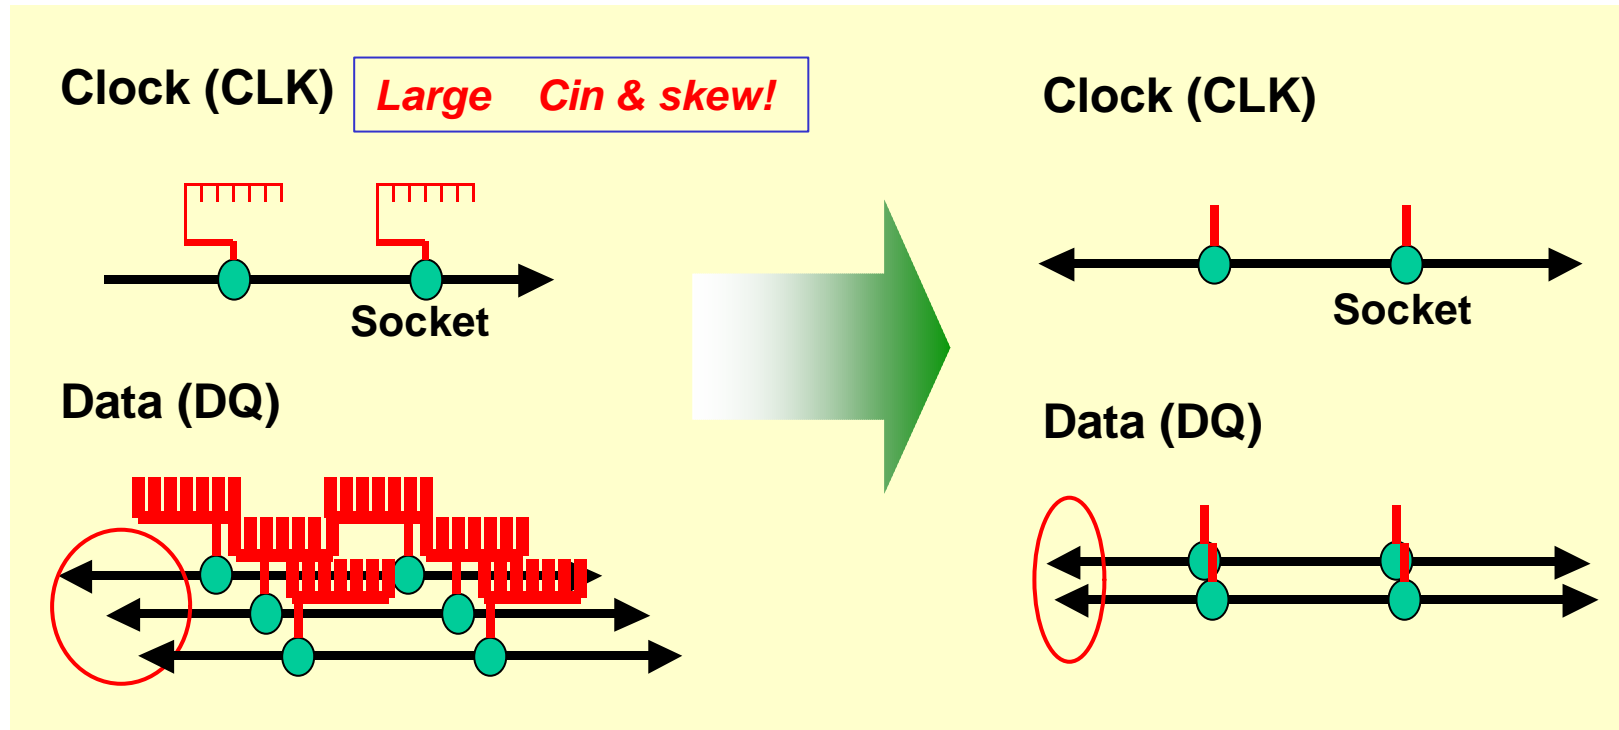 Clock (CLK)
Large Cin & skew!
Socket
Data (DQ)
Clock (CLK)
Socket
Data (DQ)